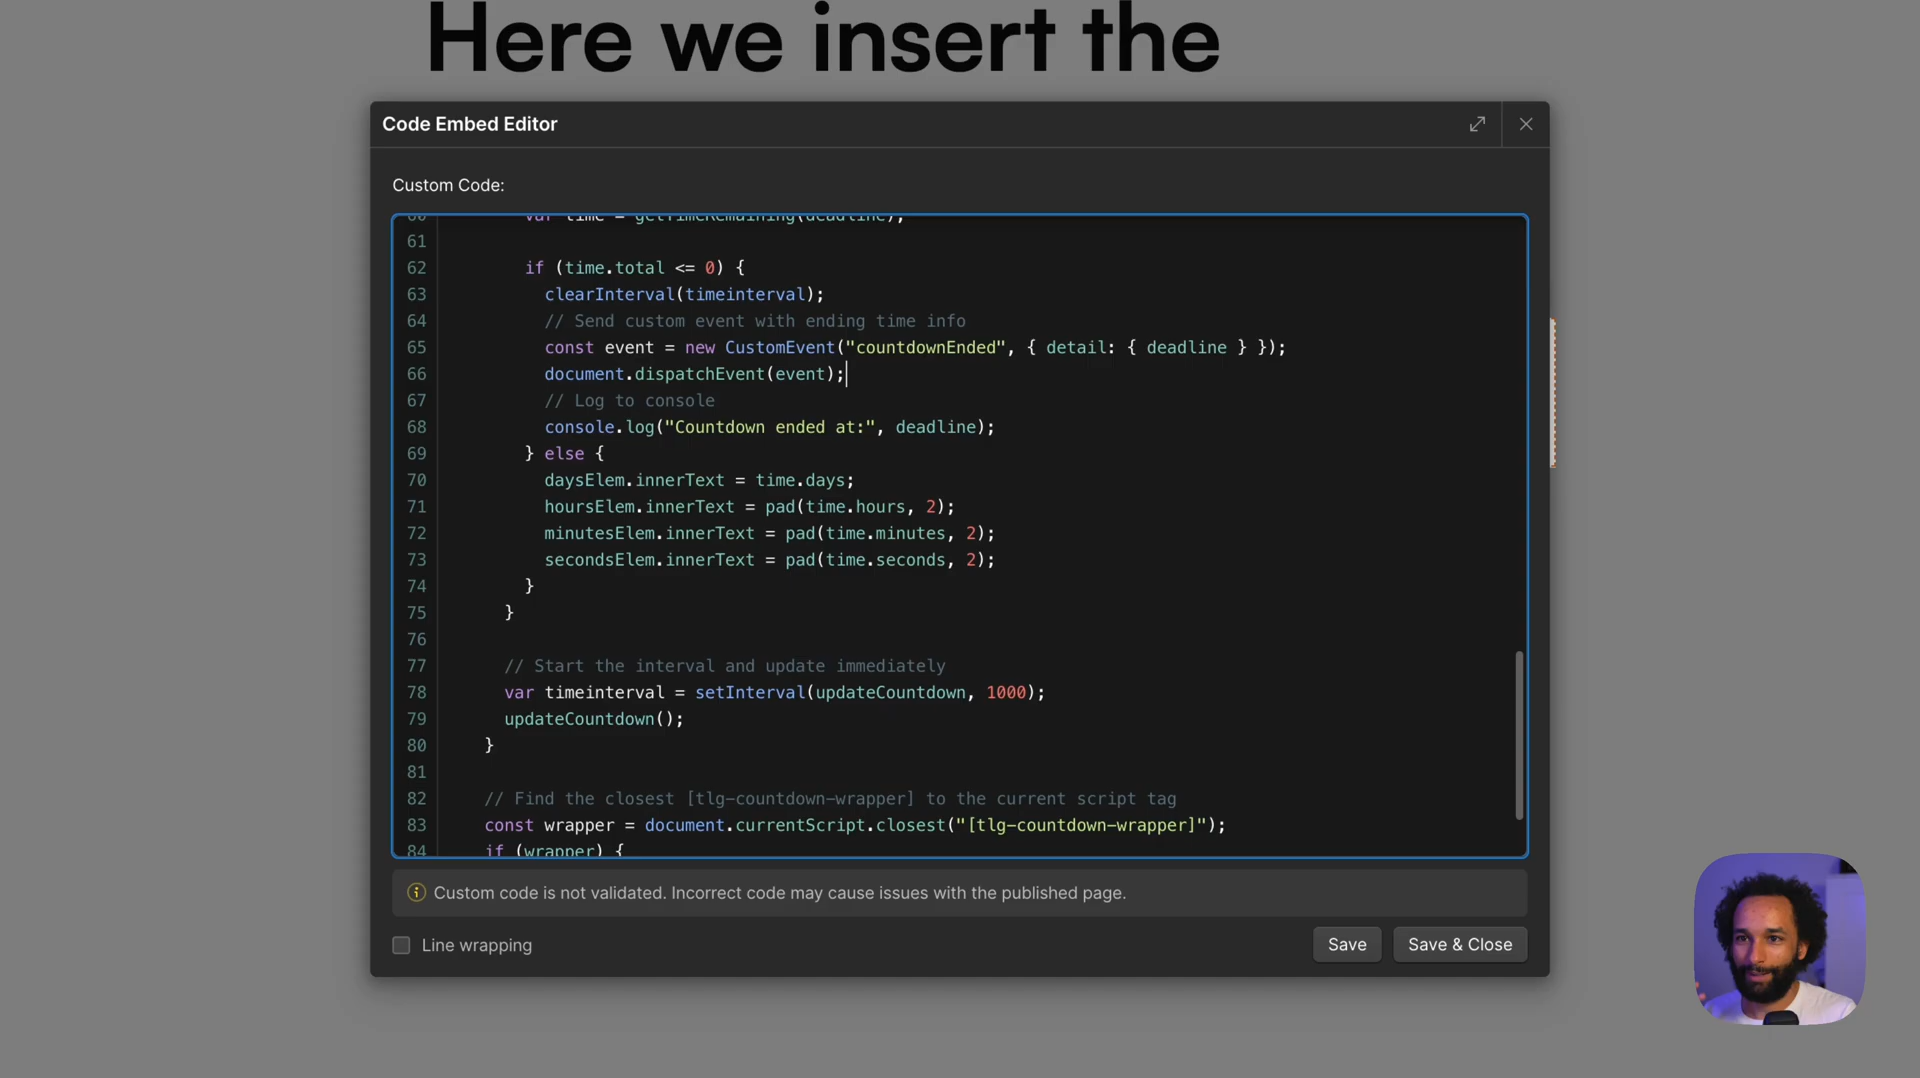 Here we insert the
Code Embed Editor
Custom Code:
60 var time = getTimeRemaining(deadline);
61
62 if (time.total <= 0) {
63 clearInterval(timeinterval);
64 // Send custom event with ending time info
65 const event = new CustomEvent("countdownEnded", { detail: { deadline } });
66 document.dispatchEvent(event);
67 // Log to console
68 console.log("Countdown ended at:", deadline);
69 } else {
70 daysElem.innerText = time.days;
71 hoursElem.innerText = pad(time.hours, 2);
72 minutesElem.innerText = pad(time.minutes, 2);
73 secondsElem.innerText = pad(time.seconds, 2);
74 }
75 }
76
77 // Start the interval and update immediately
78 var timeinterval = setInterval(updateCountdown, 1000);
79 updateCountdown();
80 }
81
82 // Find the closest [tlg-countdown-wrapper] to the current script tag
83 const wrapper = document.currentScript.closest("[tlg-countdown-wrapper]");
84 if (wrapper) {
Custom code is not validated. Incorrect code may cause issues with the published page.
Line wrapping
Save
Save & Close